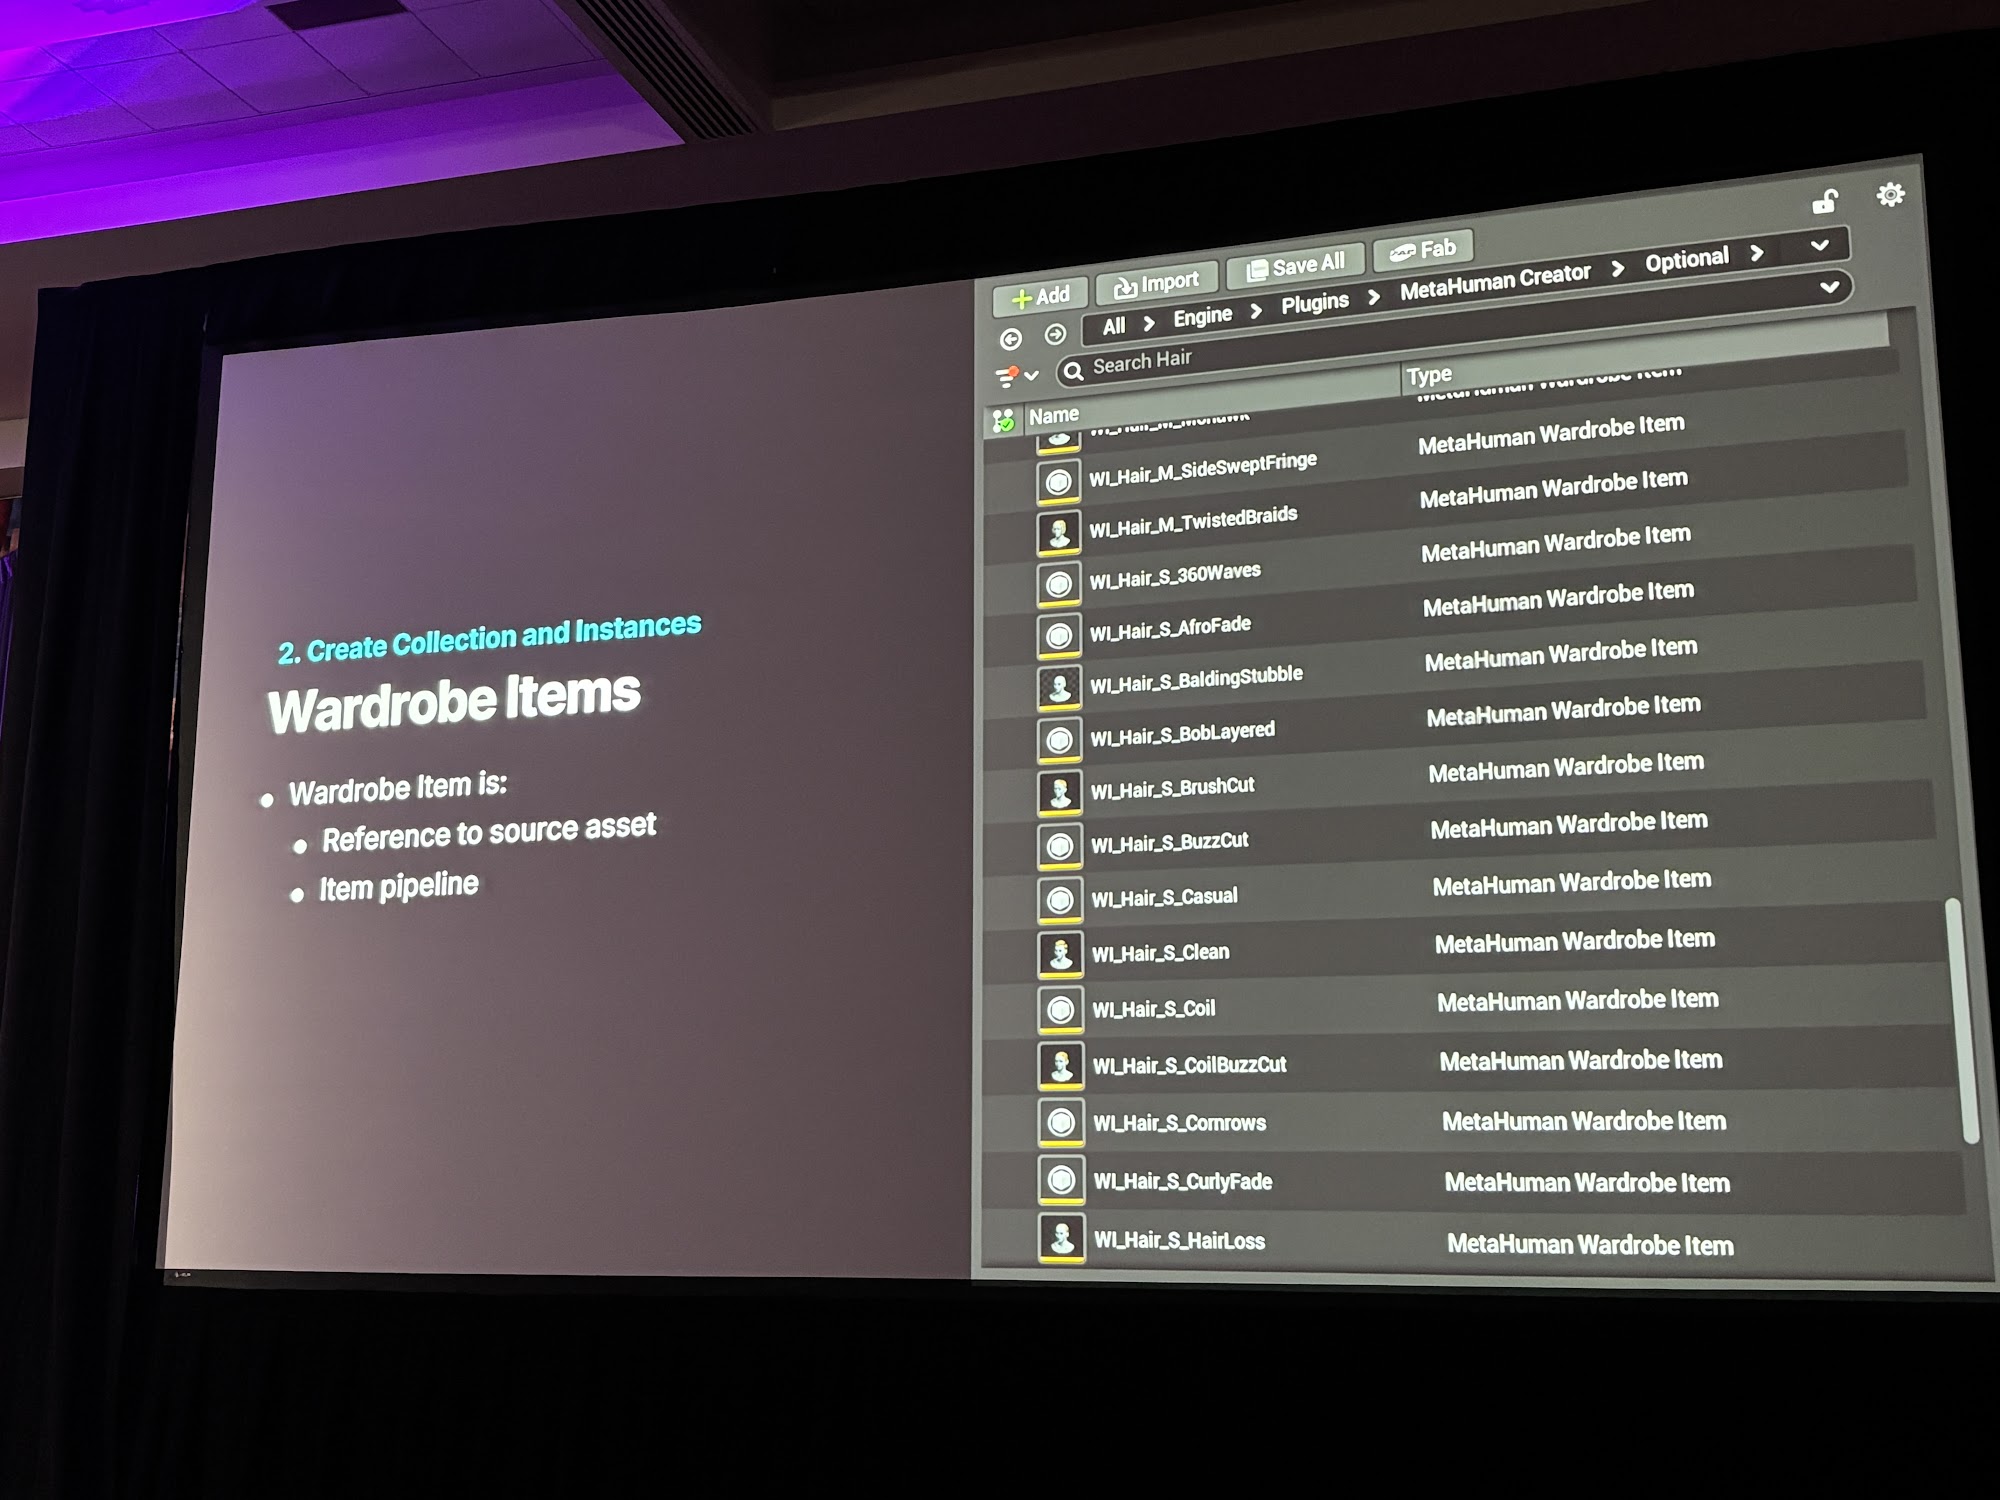 2. Create Collection and Instances
Wardrobe Items
Wardrobe Item is:
Reference to source asset
Item pipeline
Add Import Save All Fab
All > Engine > Plugins > MetaHuman Creator > Optional >
Search Hair
Name Type
WI_Hair_M_Mohawk MetaHuman Wardrobe Item
WI_Hair_M_SideSweptFringe MetaHuman Wardrobe Item
WI_Hair_M_TwistedBraids MetaHuman Wardrobe Item
WI_Hair_S_360Waves MetaHuman Wardrobe Item
WI_Hair_S_AfroFade MetaHuman Wardrobe Item
WI_Hair_S_BaldingStubble MetaHuman Wardrobe Item
WI_Hair_S_BobLayered MetaHuman Wardrobe Item
WI_Hair_S_BrushCut MetaHuman Wardrobe Item
WI_Hair_S_BuzzCut MetaHuman Wardrobe Item
WI_Hair_S_Casual MetaHuman Wardrobe Item
WI_Hair_S_Clean MetaHuman Wardrobe Item
WI_Hair_S_Coil MetaHuman Wardrobe Item
WI_Hair_S_CoilBuzzCut MetaHuman Wardrobe Item
WI_Hair_S_Cornrows MetaHuman Wardrobe Item
WI_Hair_S_CurlyFade MetaHuman Wardrobe Item
WI_Hair_S_HairLoss MetaHuman Wardrobe Item